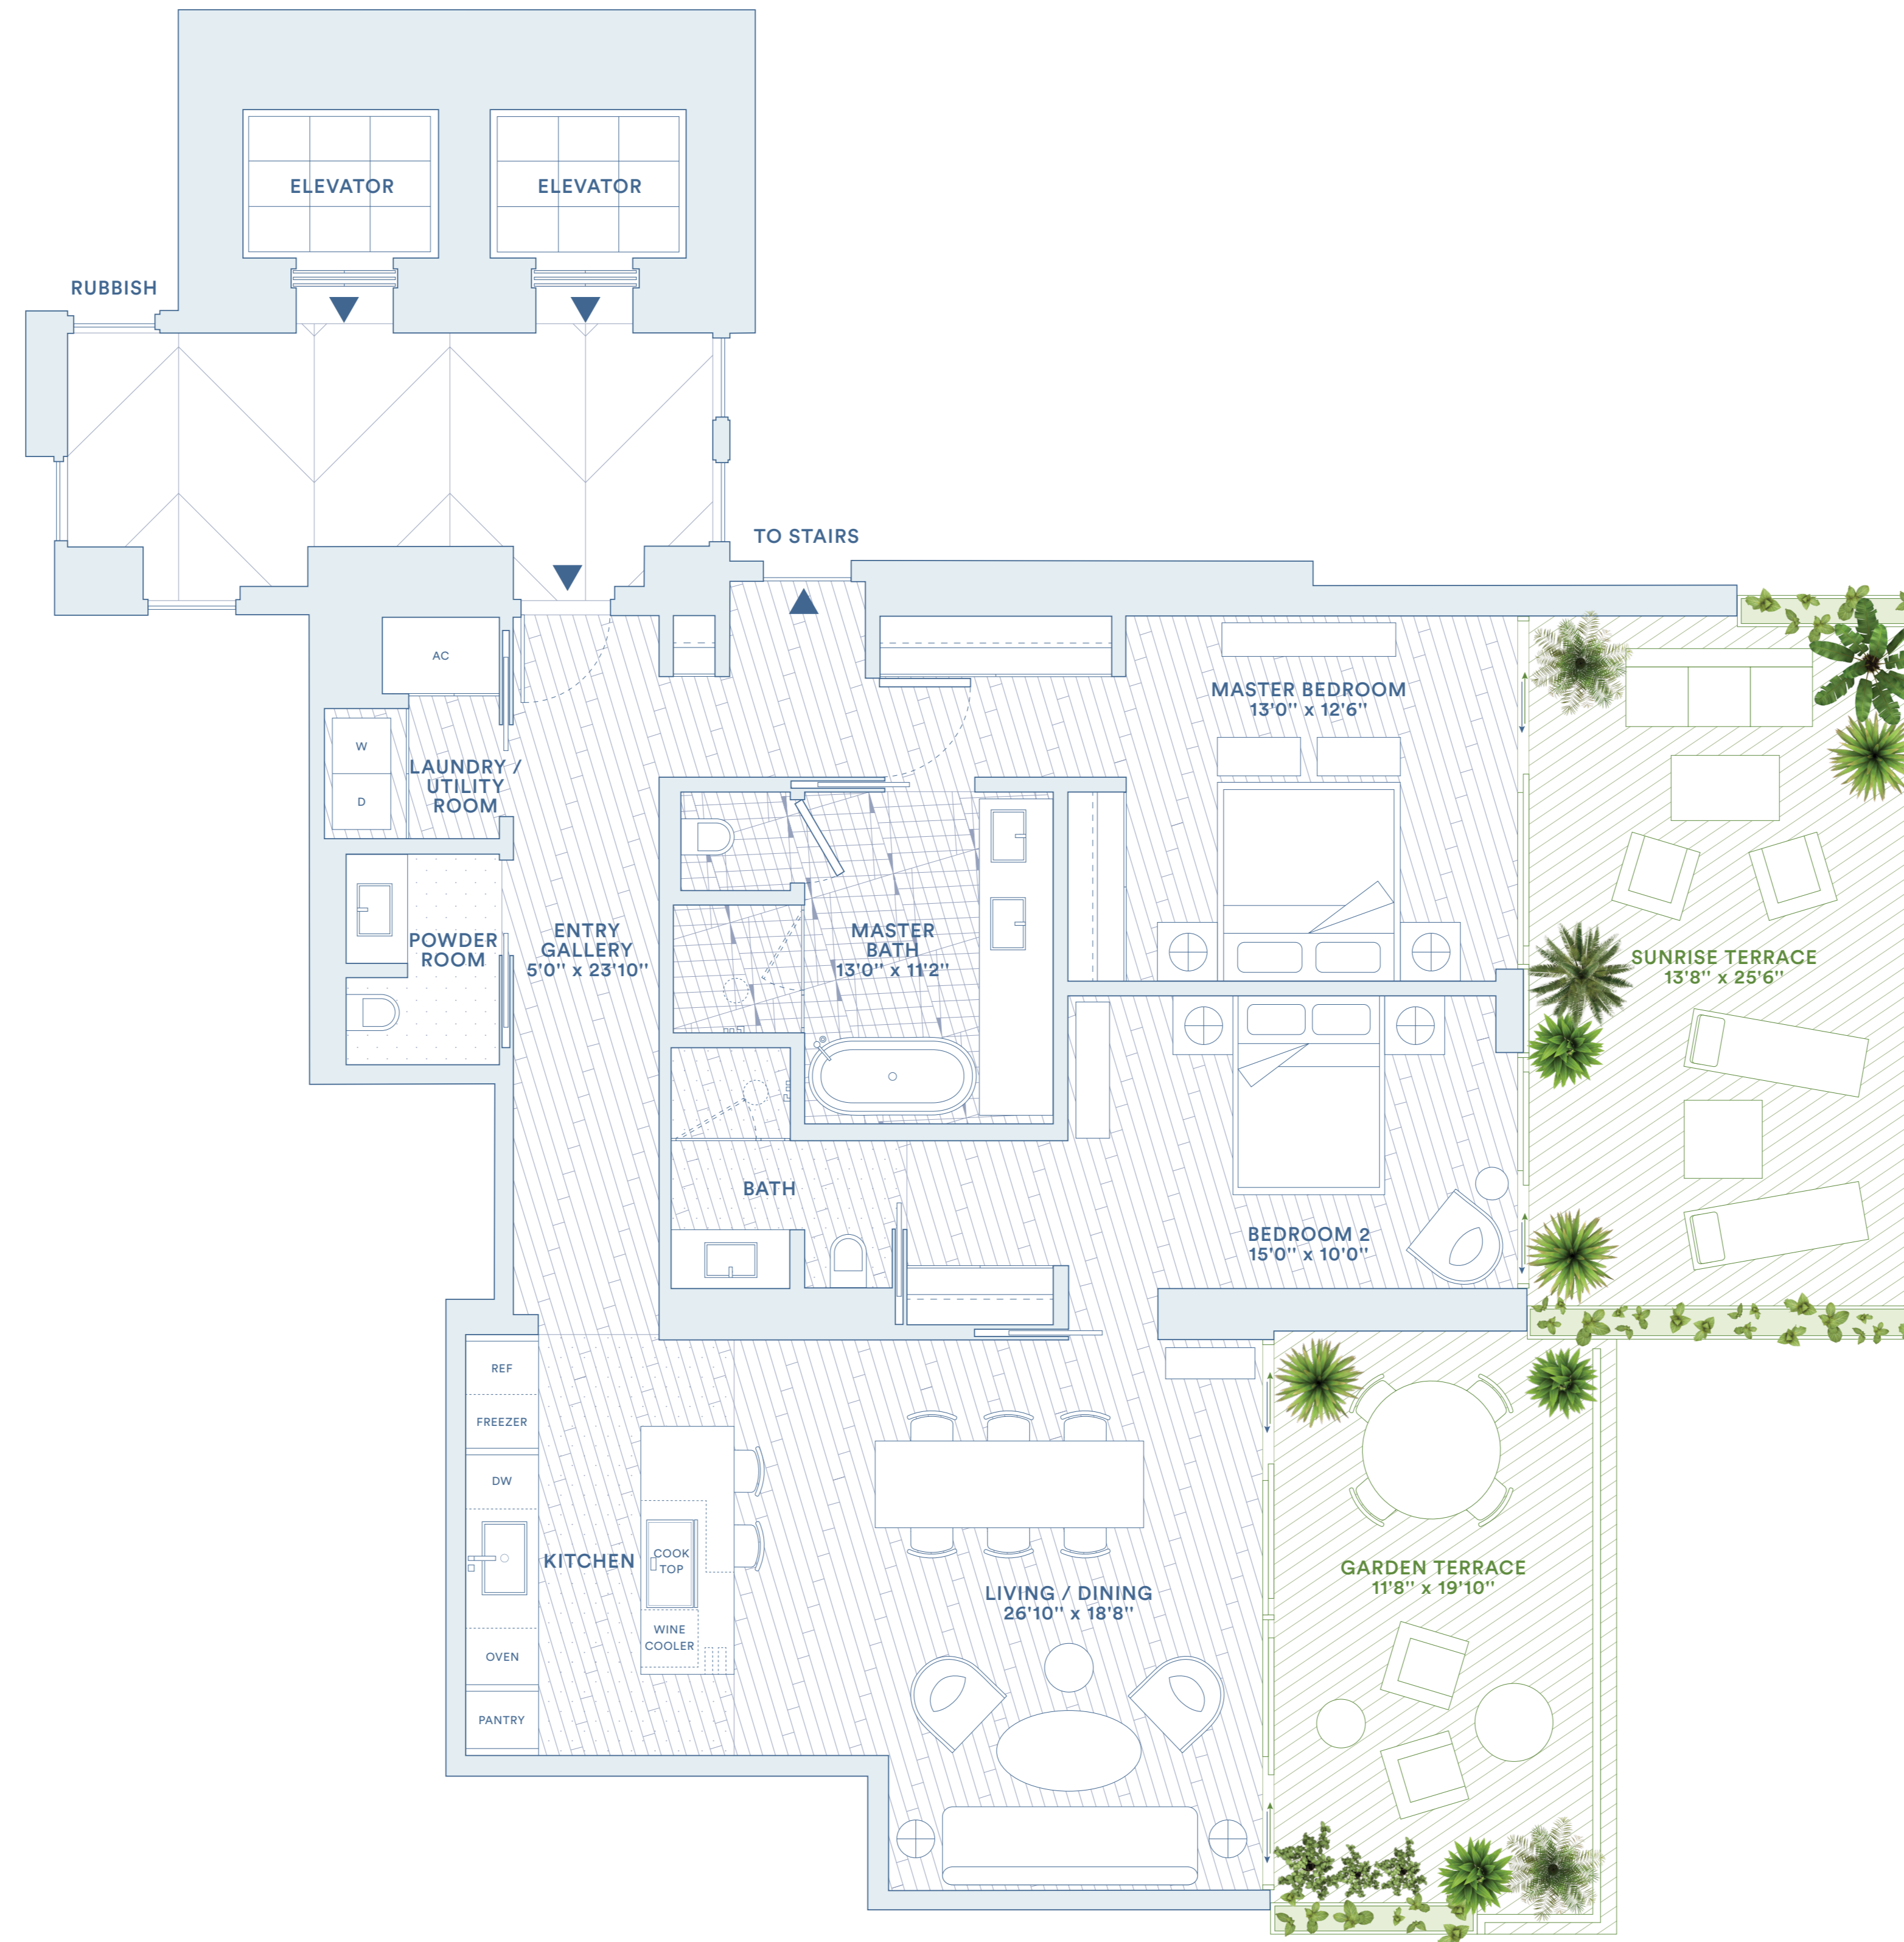 ELEVATOR
ELEVATOR
RUBBISH
TO STAIRS
AC
W
D
LAUNDRY /
UTILITY
ROOM
MASTER BEDROOM
13'0'' x 12'6''
POWDER
ROOM
ENTRY
GALLERY
5'0'' x 23'10''
MASTER
BATH
13'0'' x 11'2''
SUNRISE TERRACE
13'8'' x 25'6''
BATH
BEDROOM 2
15'0'' x 10'0''
REF
FREEZER
DW
KITCHEN
COOK
TOP
WINE
COOLER
OVEN
PANTRY
LIVING / DINING
26'10'' x 18'8''
GARDEN TERRACE
11'8'' x 19'10''